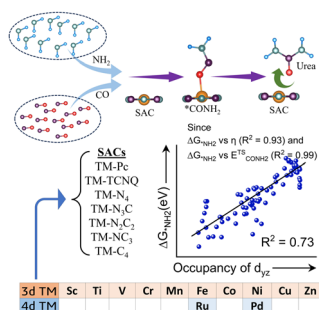 NH₂
CO
SAC
*CONH₂
SAC
Urea
Since
ΔG*NH2 vs η (R² = 0.93) and
ΔG*NH2 vs E^TS_CONH2 (R² = 0.99)
SACs
TM-Pc
TM-TCNQ
TM-N₄
TM-N₃C
TM-N₂C₂
TM-NC₃
TM-C₄
ΔG*NH2(eV)
R² = 0.73
Occupancy of d_yz
3d TM Sc Ti V Cr Mn Fe Co Ni Cu Zn
4d TM Ru Pd